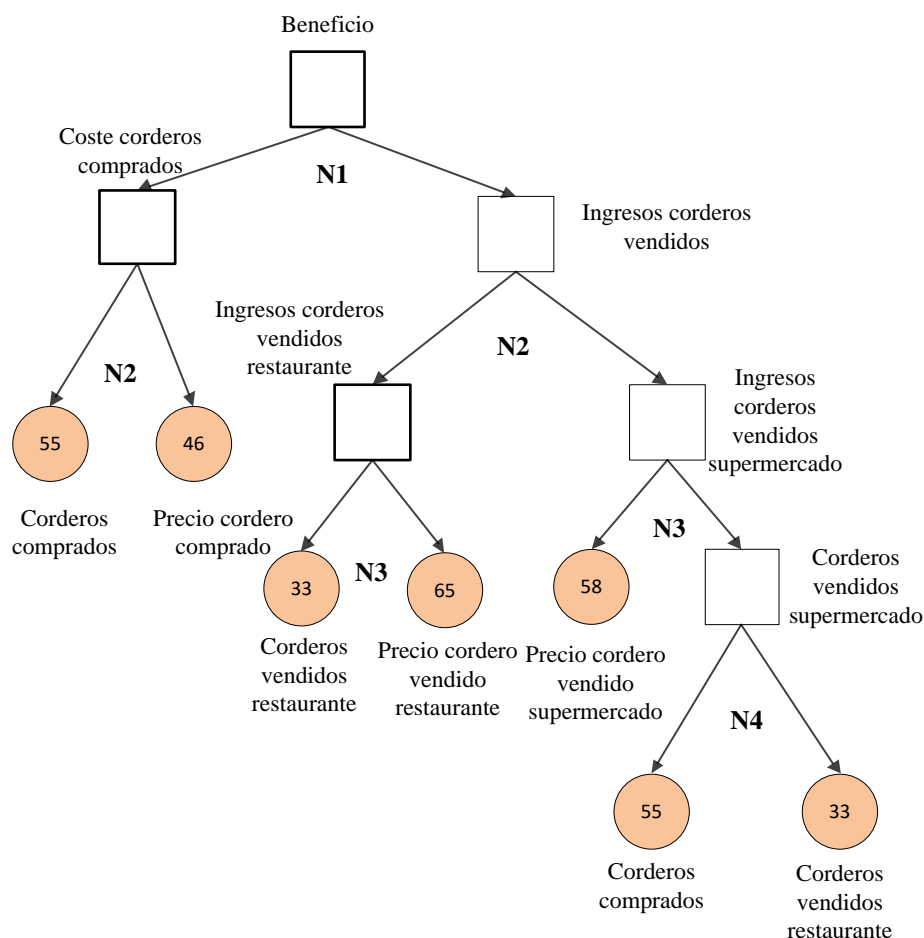 Beneficio
Coste corderos
comprados
N1
Ingresos corderos
vendidos
Ingresos corderos
vendidos
restaurante
N2
N2
Ingresos
corderos
vendidos
supermercado
55
46
Corderos
comprados
Precio cordero
comprado
N3
N3
33
65
58
Corderos
vendidos
supermercado
Corderos
vendidos
restaurante
Precio cordero
vendido
restaurante
Precio cordero
vendido
supermercado
N4
55
33
Corderos
comprados
Corderos
vendidos
restaurante